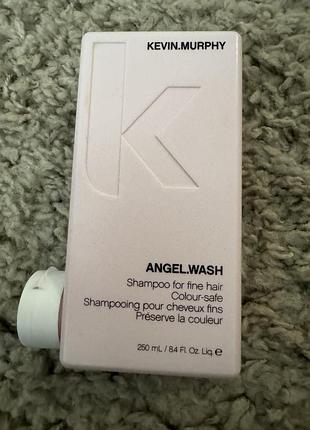 KEVIN.MURPHY
K
ANGEL.WASH
Shampoo for fine hair
Colour-safe
Shampooing pour cheveux fins
Préserve la couleur
250 mL / 8.4 Fl. Oz. Liq. e